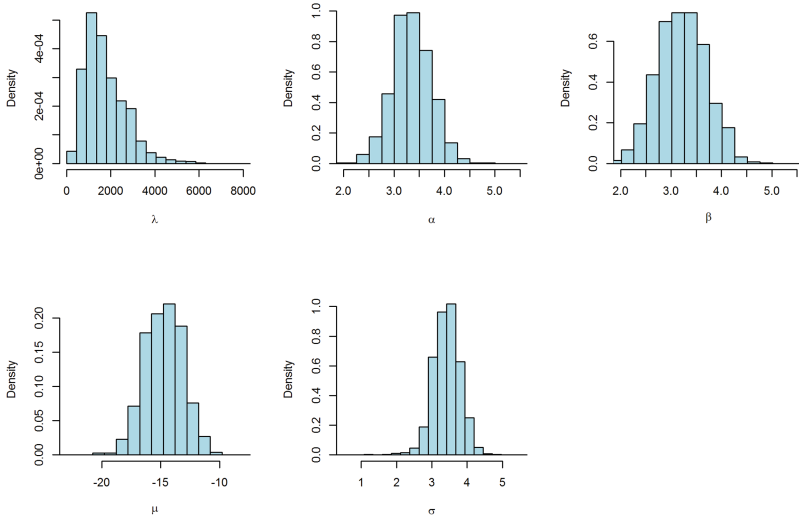 Density
0e+00 2e-04 4e-04
0 2000 4000 6000 8000
λ
Density
0.0 0.2 0.4 0.6 0.8 1.0
2.0 3.0 4.0 5.0
α
Density
0.0 0.2 0.4 0.6
2.0 3.0 4.0 5.0
β
Density
0.00 0.05 0.10 0.15 0.20
-20 -15 -10
μ
Density
0.0 0.2 0.4 0.6 0.8 1.0
1 2 3 4 5
σ